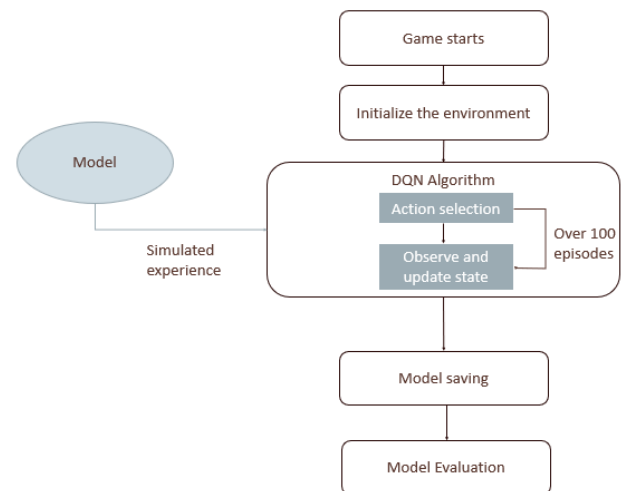 Game starts
Initialize the environment
Model
DQN Algorithm
Action selection
Over 100
episodes
Simulated
experience
Observe and
update state
Model saving
Model Evaluation